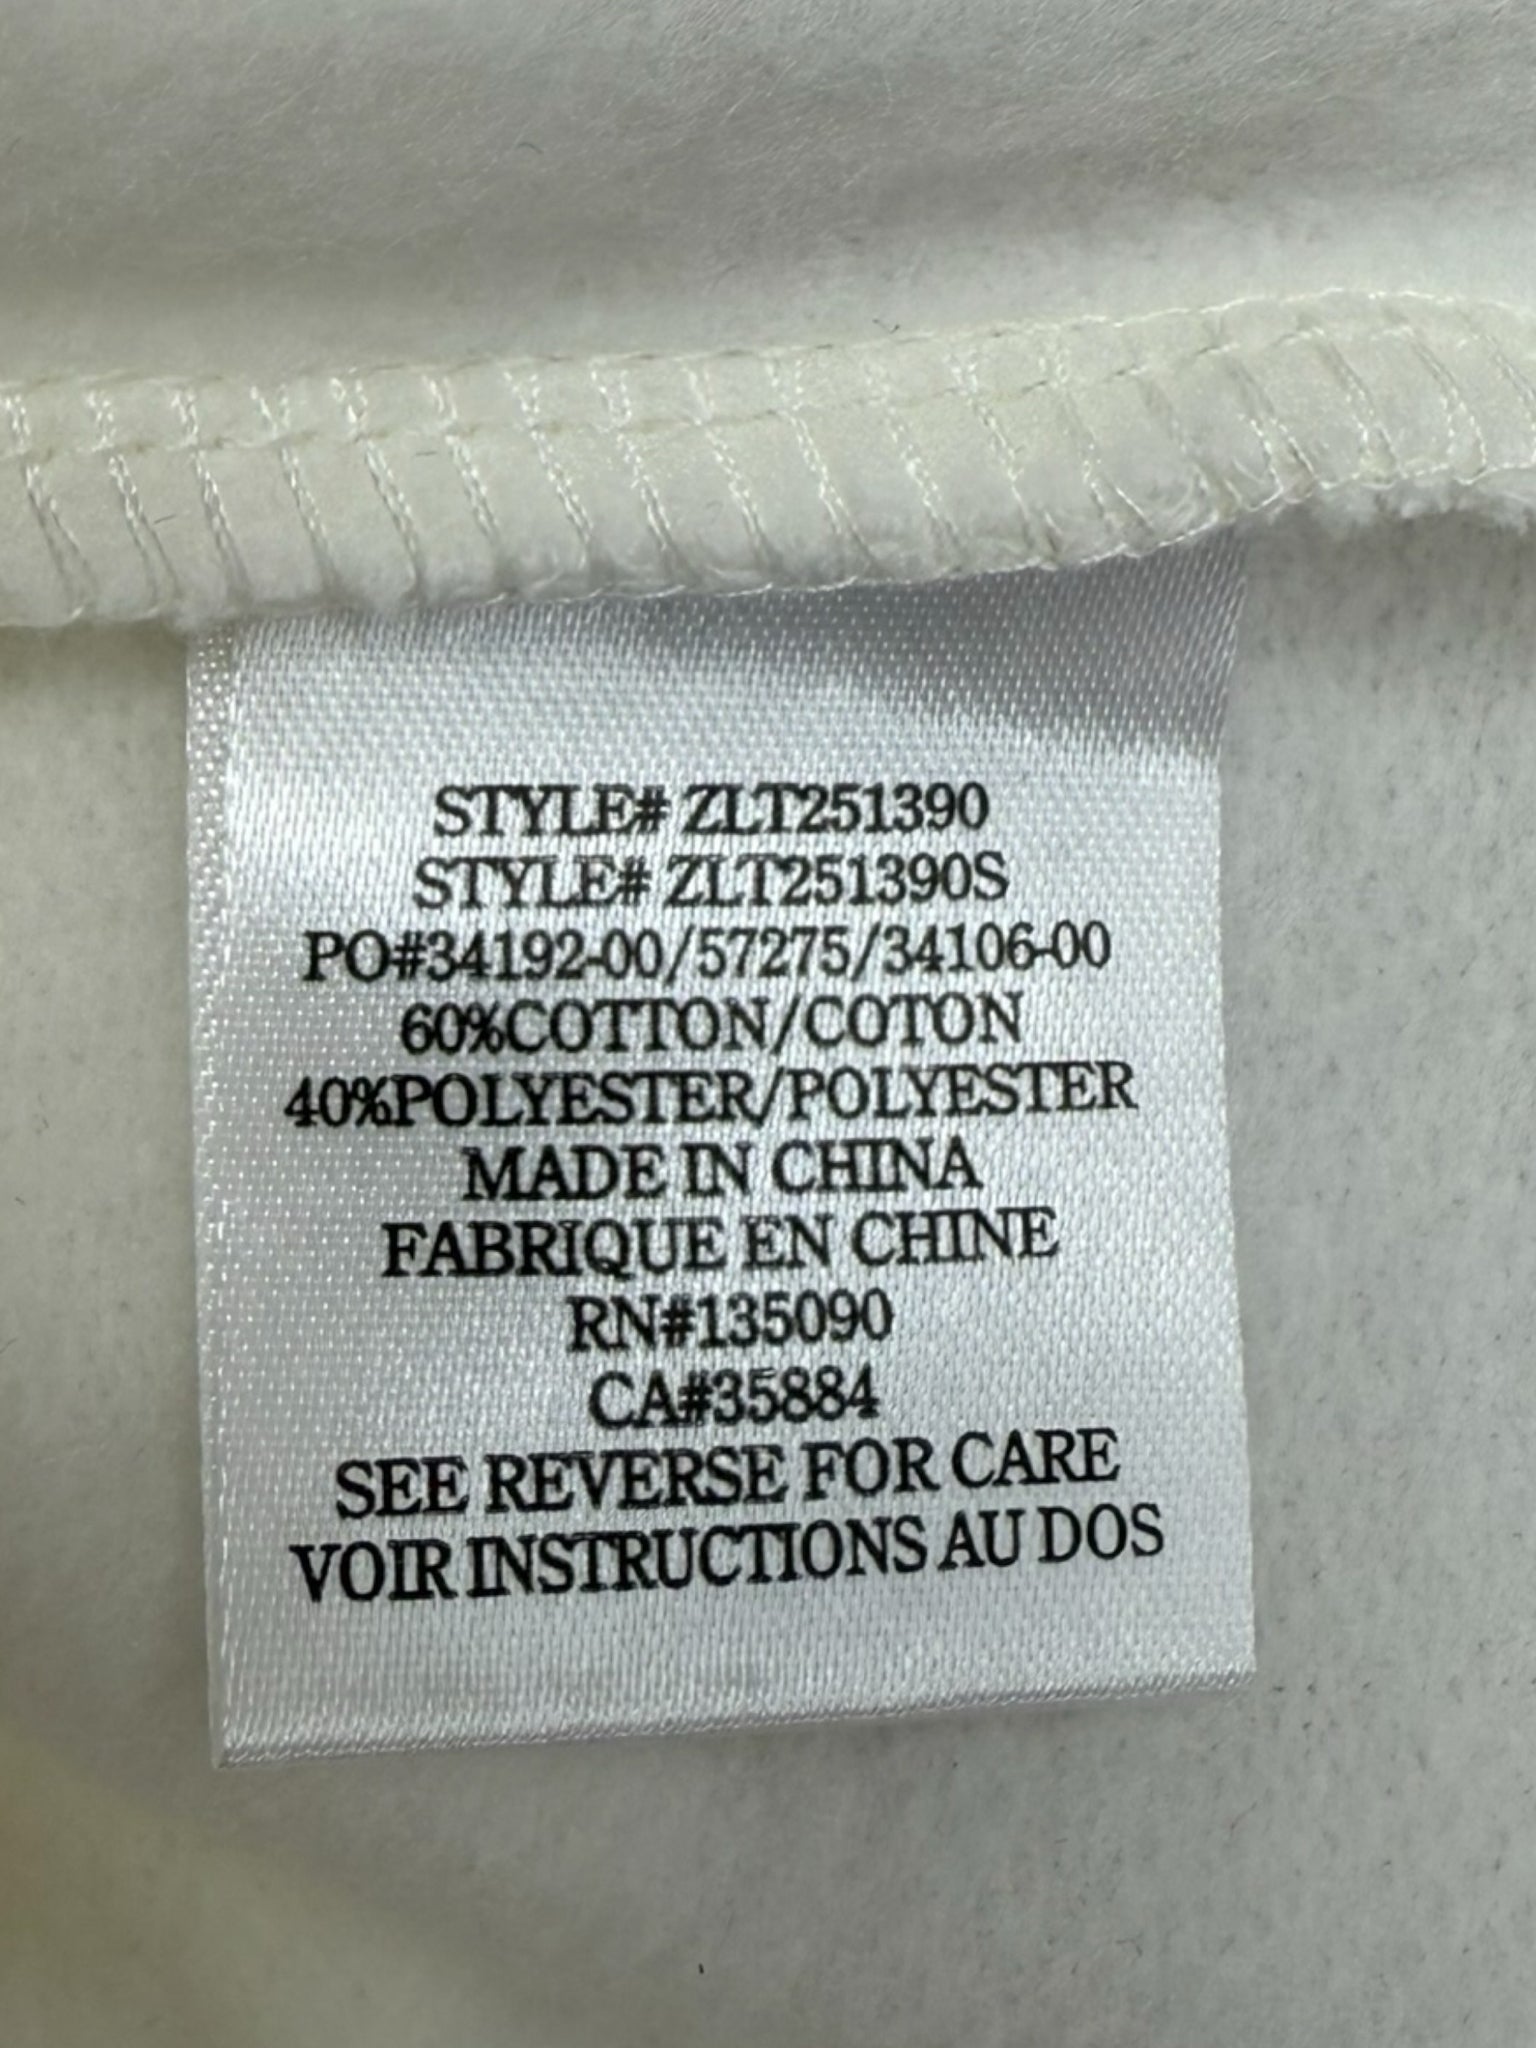 STYLE# ZLT251390
STYLE# ZLT251390S
PO#34192-00/57275/34106-00
60%COTTON/COTON
40%POLYESTER/POLYESTER
MADE IN CHINA
FABRIQUE EN CHINE
RN#135090
CA#35884
SEE REVERSE FOR CARE
VOIR INSTRUCTIONS AU DOS